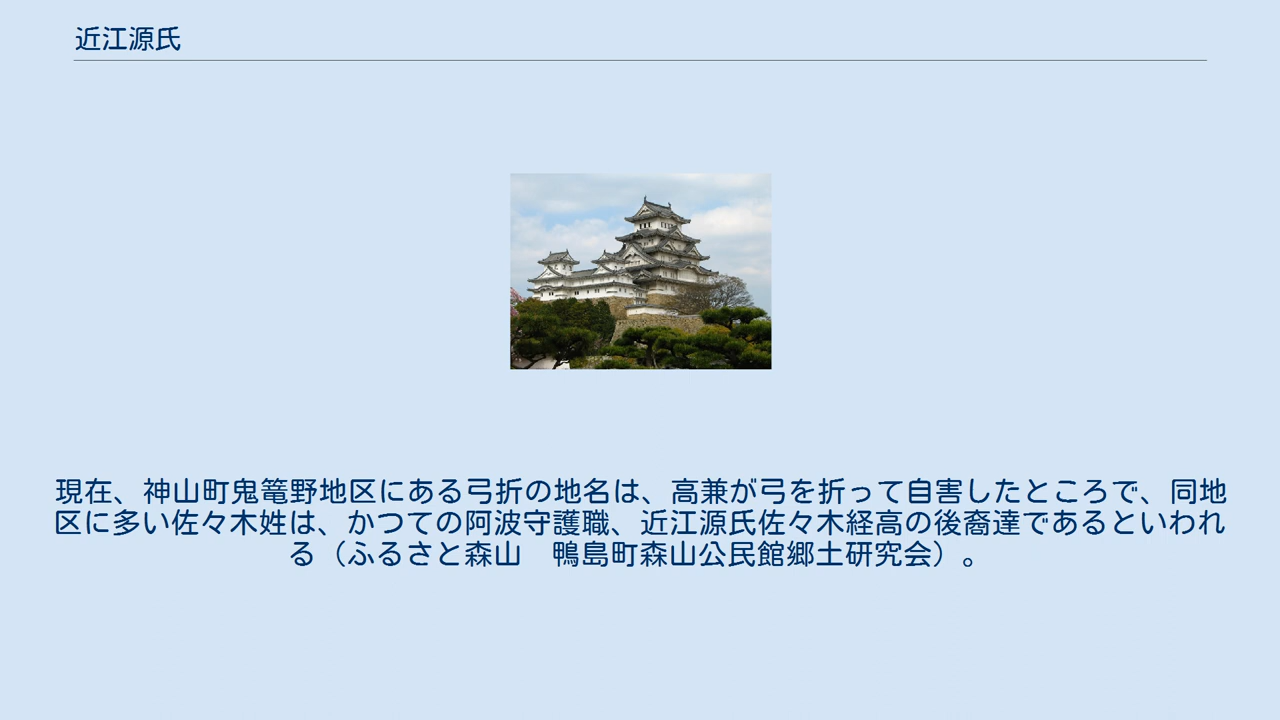 近江源氏
現在、神山町鬼篭野地区にある弓折の地名は、高兼が弓を折って自害したところで、同地
区に多い佐々木姓は、かつての阿波守護職、近江源氏佐々木経高の後裔達であるといわれ
る（ふるさと森山　鴨島町森山公民館郷土研究会）。